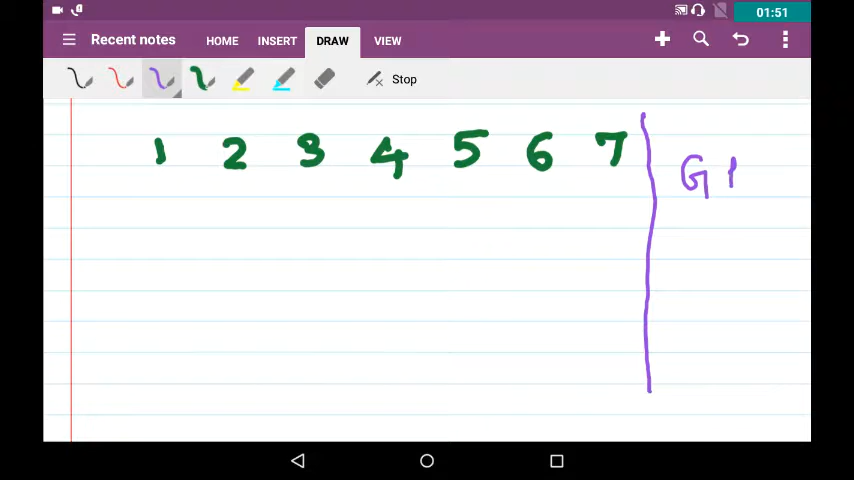 01:51
Recent notes HOME INSERT DRAW VIEW
Stop
1 2 3 4 5 6 7 G1